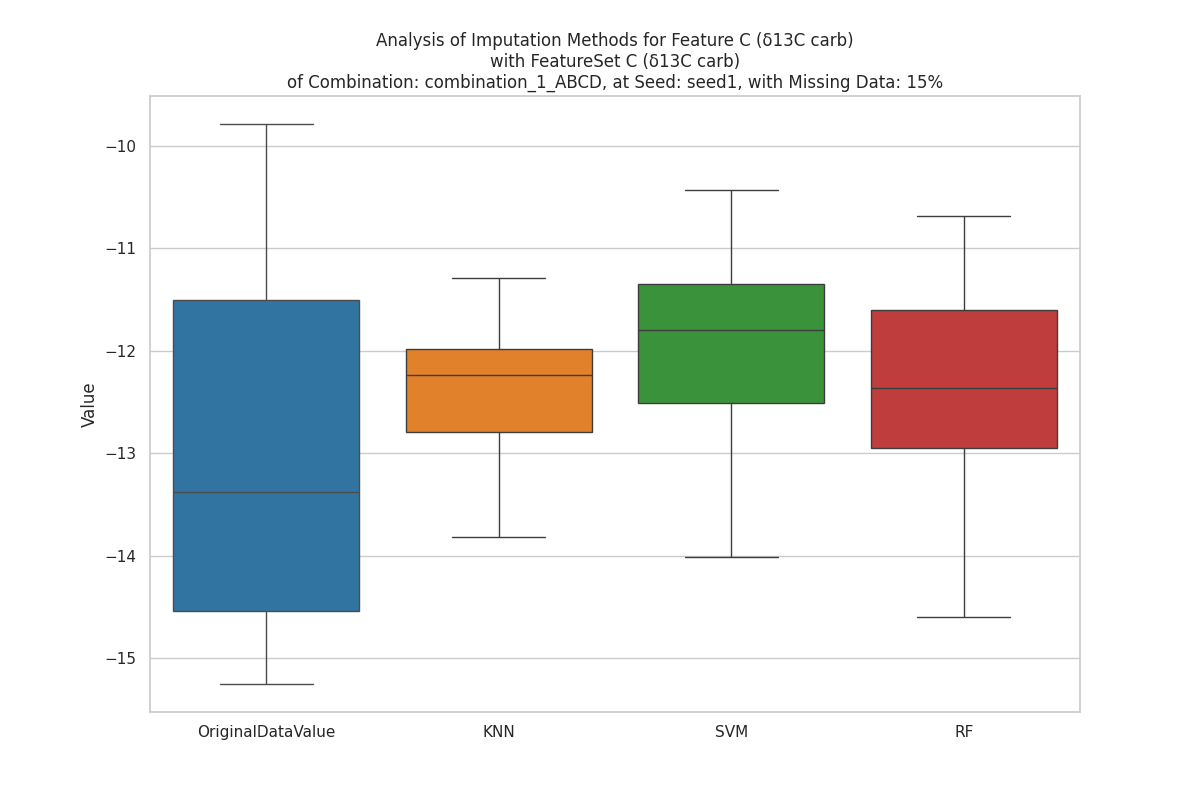 Analysis of Imputation Methods for Feature C (δ13C carb)
with FeatureSet C (δ13C carb)
of Combination: combination_1_ABCD, at Seed: seed1, with Missing Data: 15%
Value
−10
−11
−12
−13
−14
−15
OriginalDataValue
KNN
SVM
RF